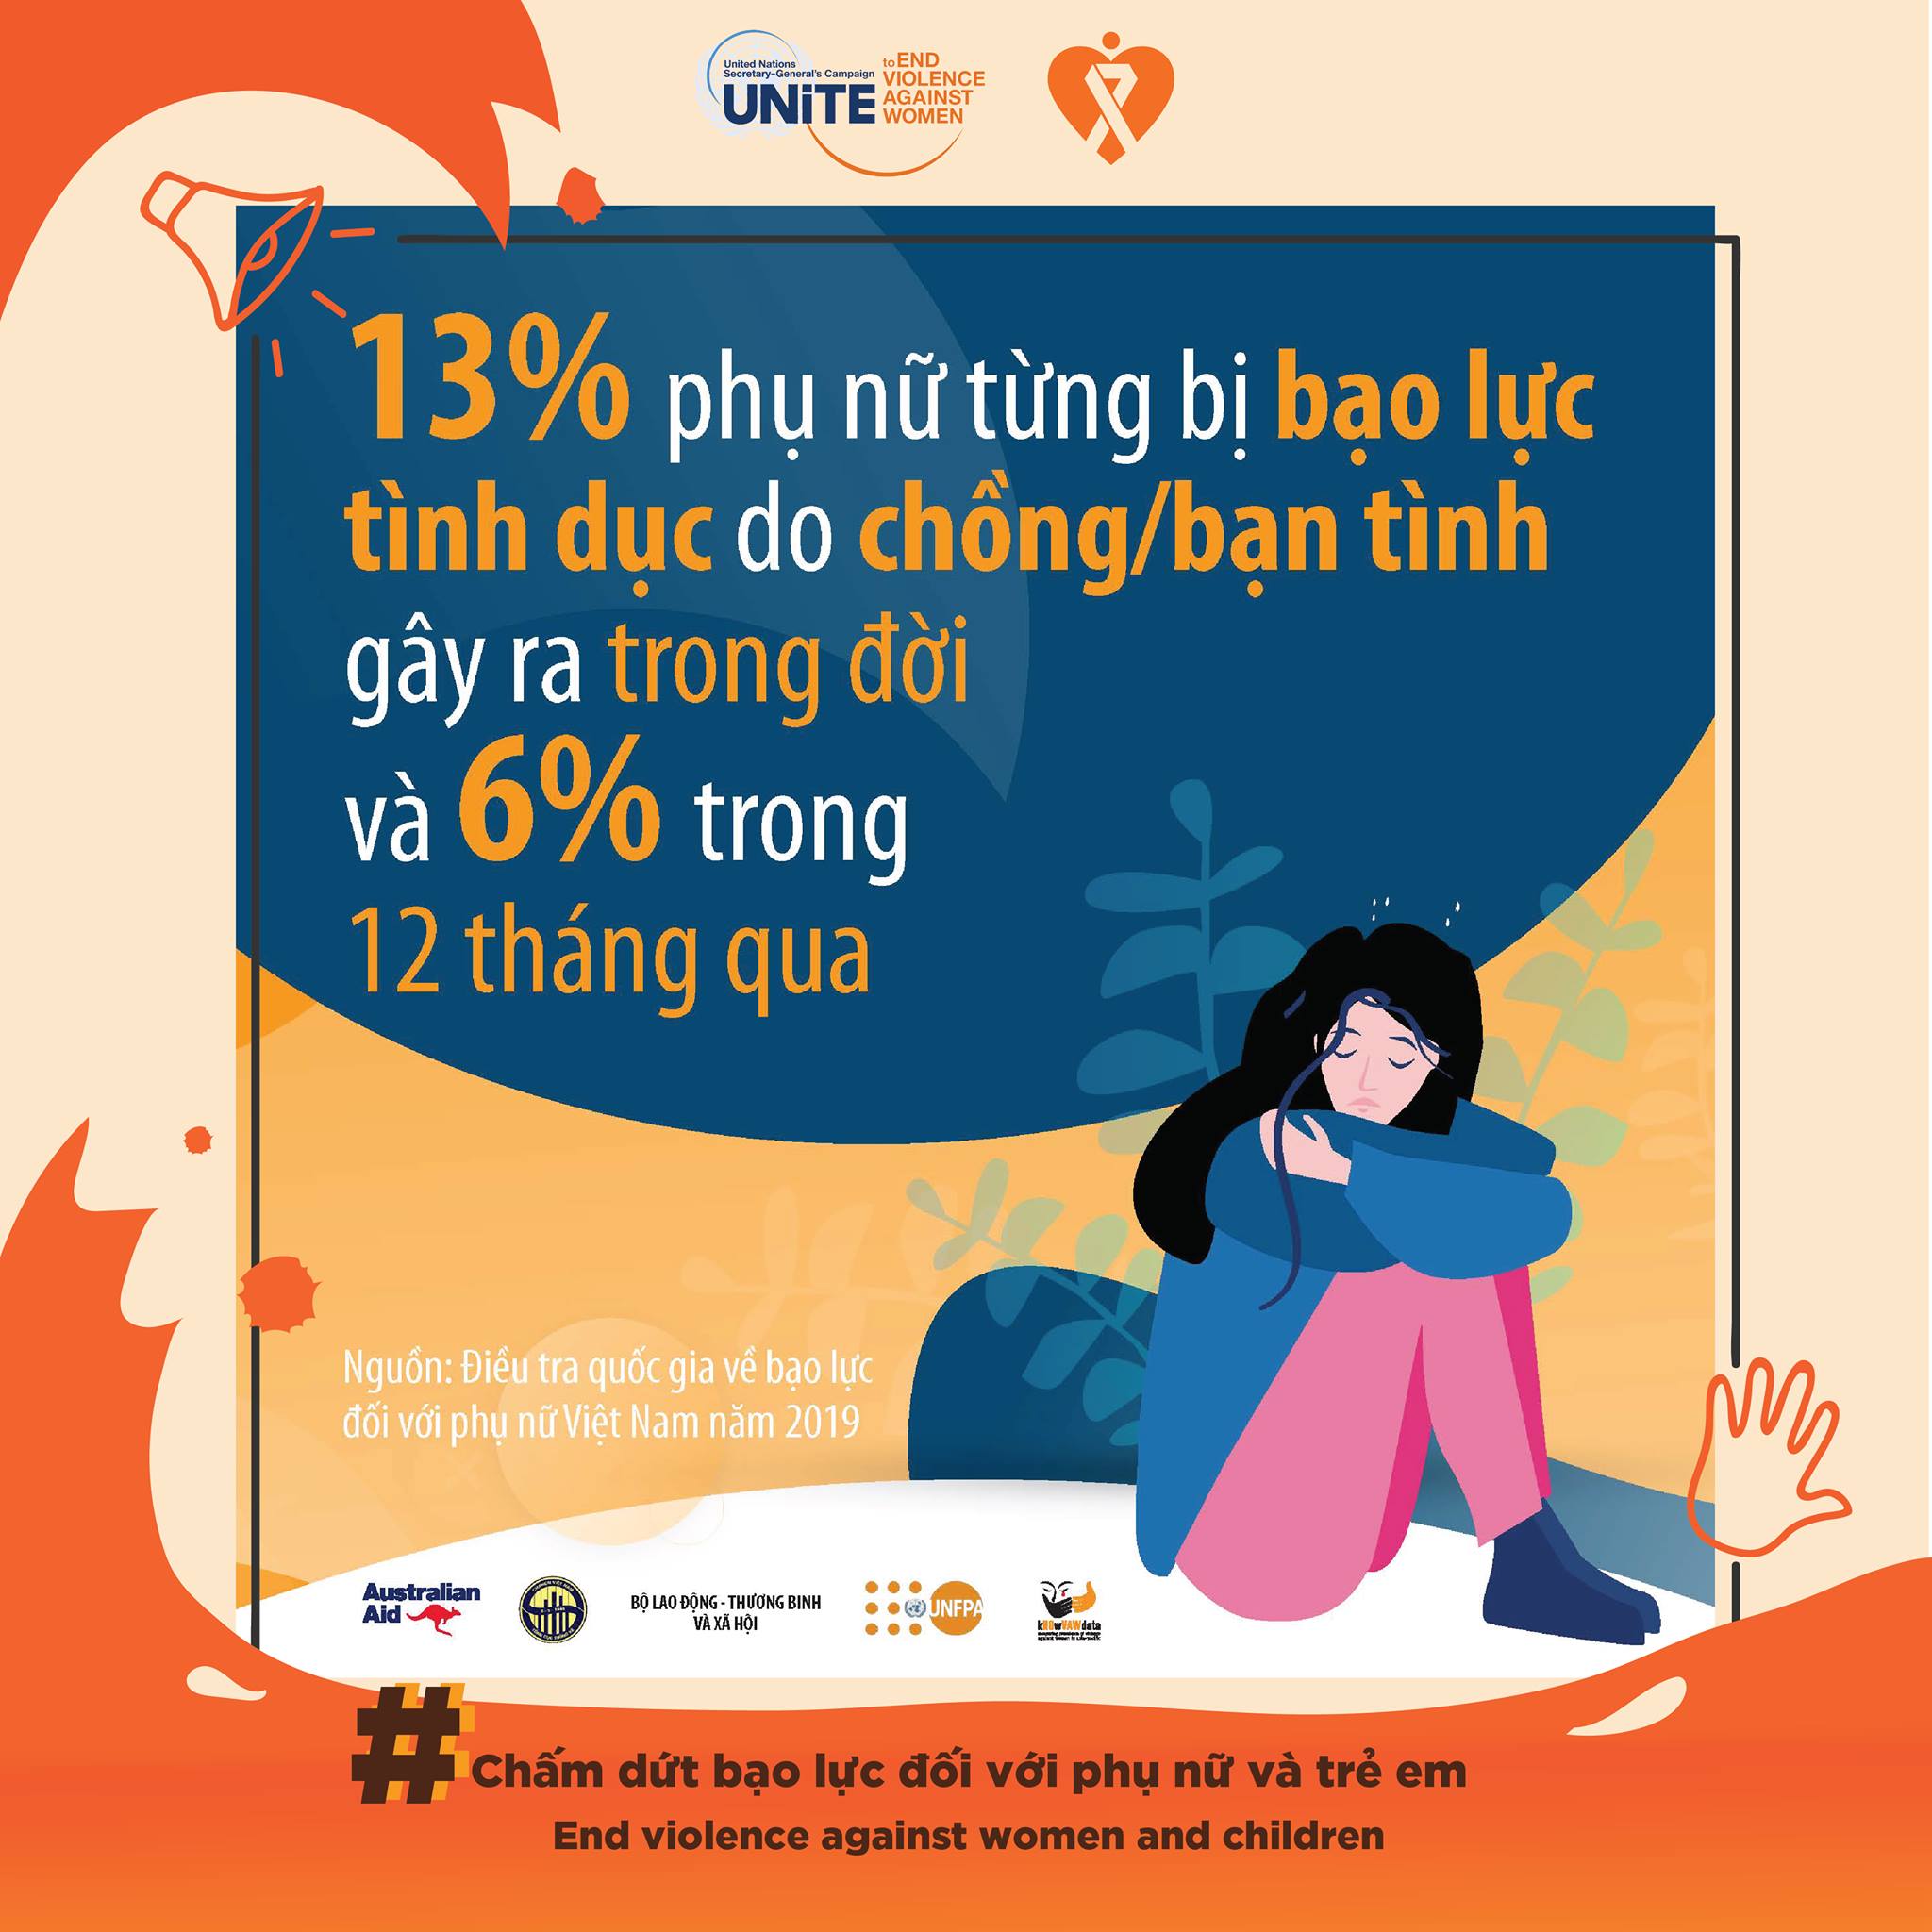 United Nations
Secretary-General's Campaign
UNiTE
to END
VIOLENCE
AGAINST
WOMEN
13% phụ nữ từng bị bạo lực
tình dục do chồng/bạn tình
gây ra trong đời
và 6% trong
12 tháng qua
Nguồn: Điều tra quốc gia về bạo lực
đối với phụ nữ Việt Nam năm 2019
Australian
Aid
BỘ LAO ĐỘNG - THƯƠNG BINH
VÀ XÃ HỘI
UNFPA
kNOwVAWdata
#Chấm dứt bạo lực đối với phụ nữ và trẻ em
End violence against women and children